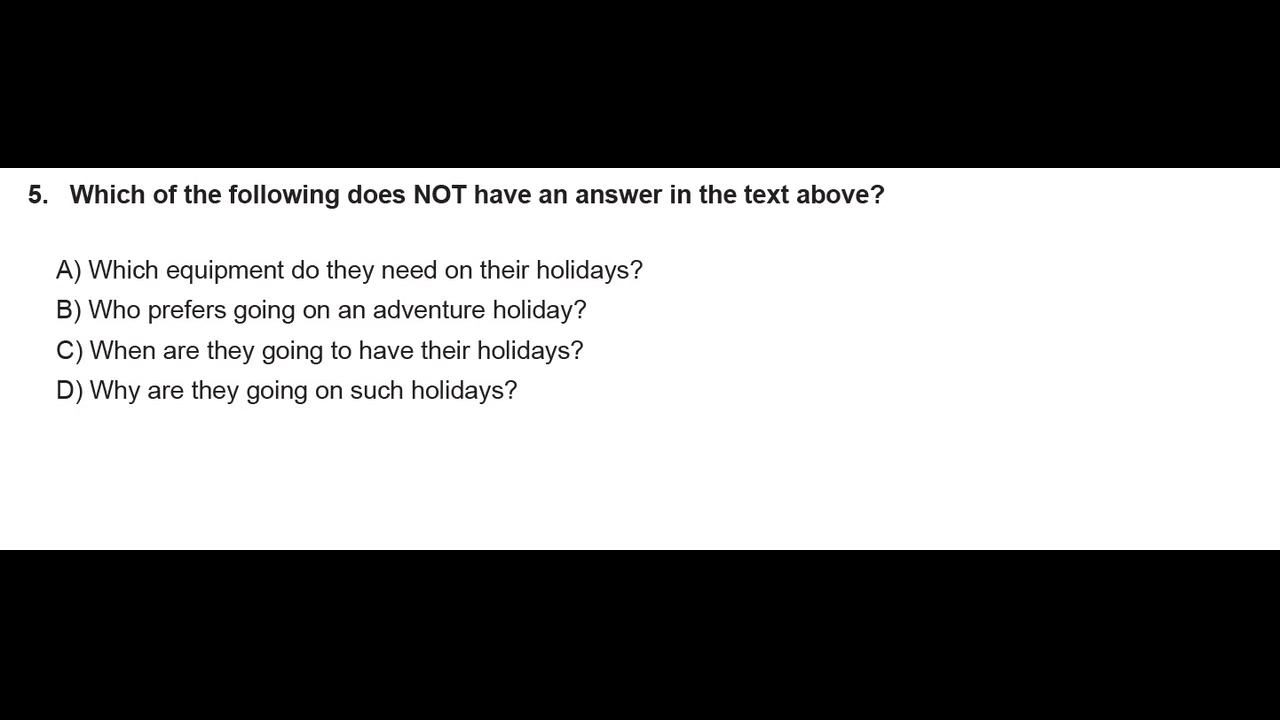 5. Which of the following does NOT have an answer in the text above?
A) Which equipment do they need on their holidays?
B) Who prefers going on an adventure holiday?
C) When are they going to have their holidays?
D) Why are they going on such holidays?